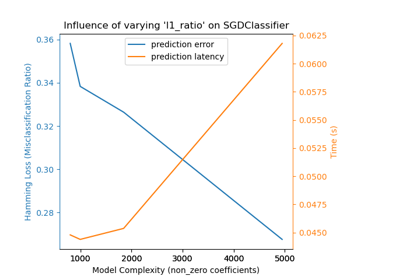 Influence of varying 'l1_ratio' on SGDClassifier
prediction error
prediction latency
Hamming Loss (Misclassification Ratio)
0.36
0.34
0.32
0.30
0.28
0.0625
0.0600
0.0575
0.0550
0.0525
0.0500
0.0475
0.0450
Time (s)
1000 2000 3000 4000 5000
Model Complexity (non_zero coefficients)